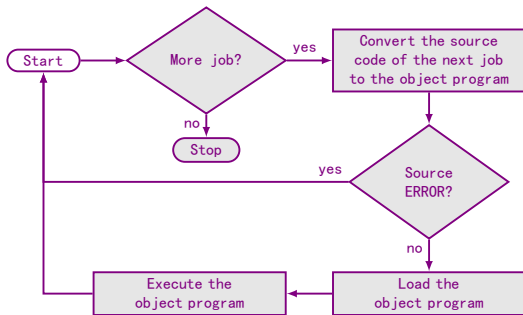 Start
More job?
yes
Convert the source
code of the next job
to the object program
no
Stop
yes
Source
ERROR?
no
Execute the
object program
Load the
object program